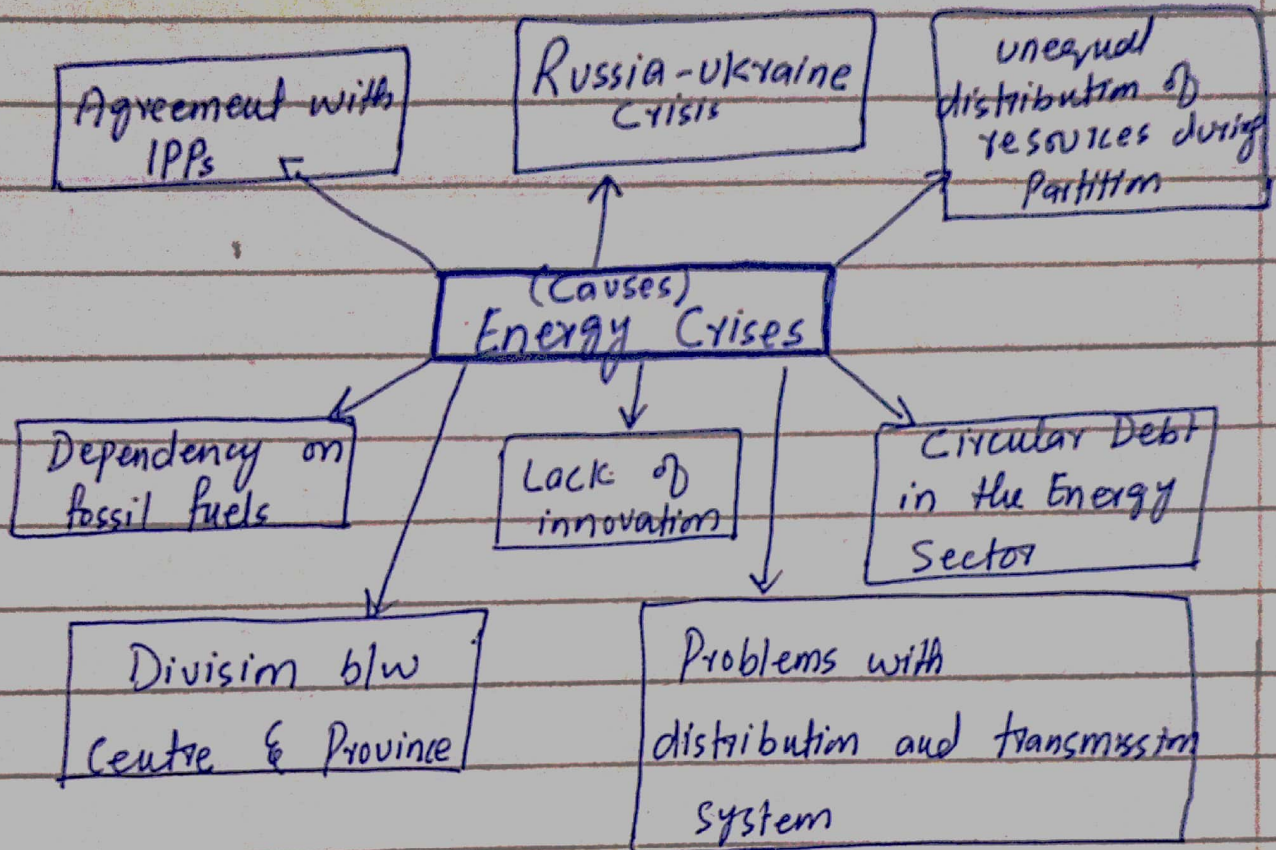 Agreement with
IPPs
Russia-Ukraine
Crisis
unequal
distribution of
resources during
Partition
(Causes)
Energy Crises
Dependency on
fossil fuels
Lack of
innovation
Circular Debt
in the Energy
Sector
Division b/w
Centre & Province
Problems with
distribution and transmission
system